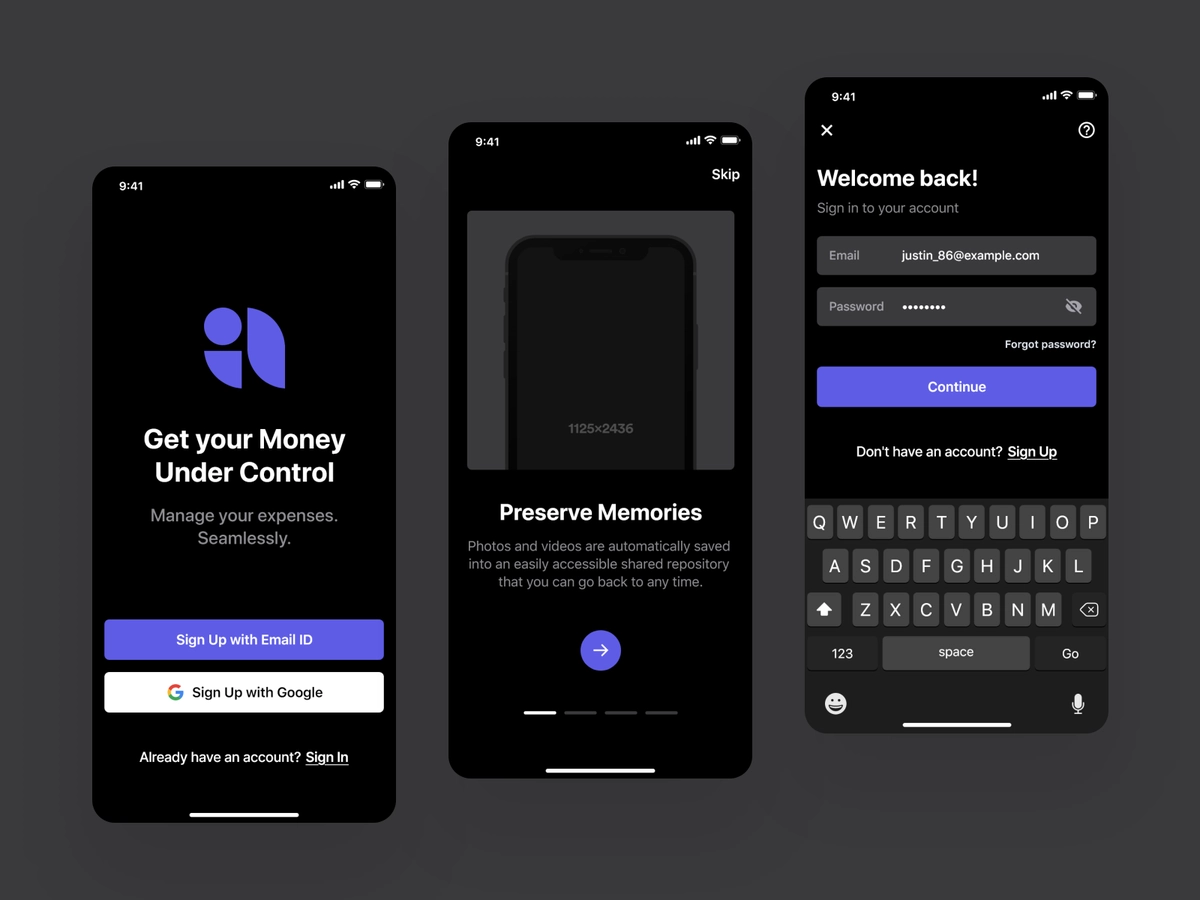 9:41
Get your Money
Under Control
Manage your expenses.
Seamlessly.
Sign Up with Email ID
Sign Up with Google
Already have an account? Sign In
9:41
Skip
1125×2436
Preserve Memories
Photos and videos are automatically saved
into an easily accessible shared repository
that you can go back to any time.
9:41
Welcome back!
Sign in to your account
Email justin_86@example.com
Password ••••••••
Forgot password?
Continue
Don't have an account? Sign Up
Q W E R T Y U I O P
A S D F G H J K L
Z X C V B N M
123 space Go